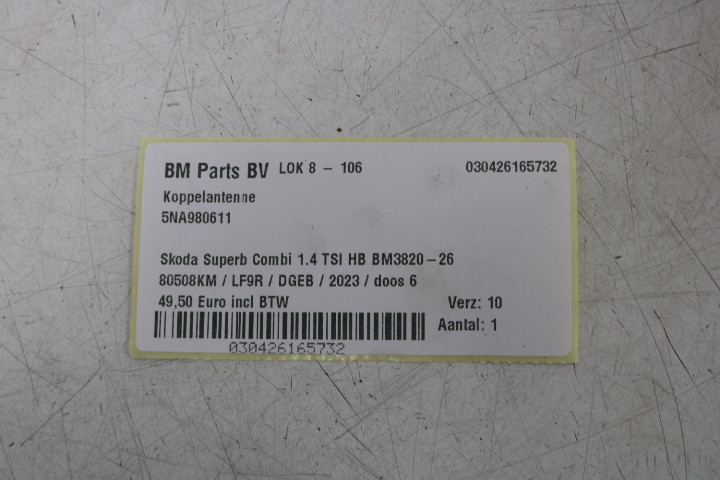 BM Parts BV LOK 8 - 106 030426165732
Koppelantenne
5NA980611
Skoda Superb Combi 1.4 TSI HB BM3820-26
80508KM / LF9R / DGEB / 2023 / doos 6
49,50 Euro incl BTW Verz: 10
Aantal: 1
030426165732